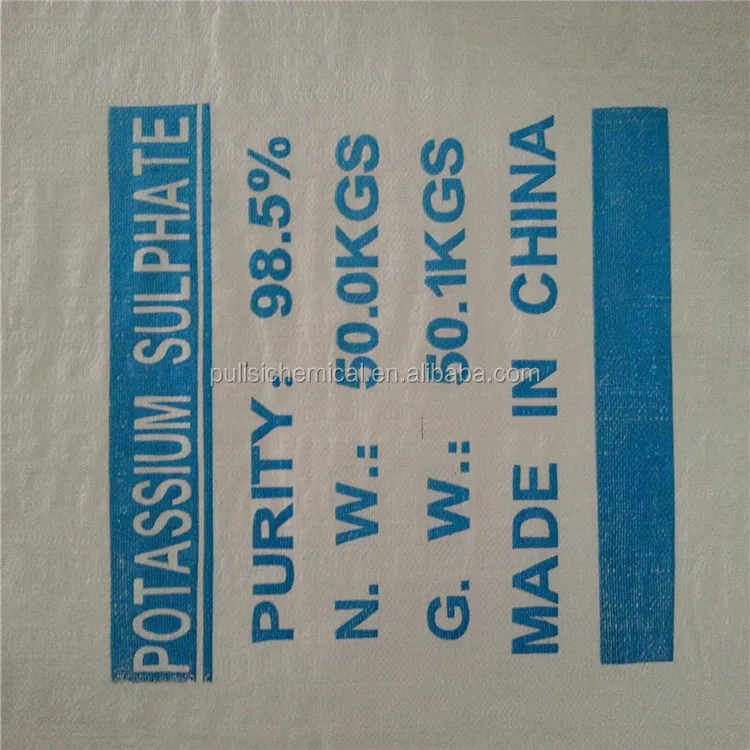 POTASSIUM SULPHATE
PURITY: 98.5%
N. W.: 50.0KGS
G. W.: 50.1KGS
MADE IN CHINA
pulisichemical.en.alibaba.com